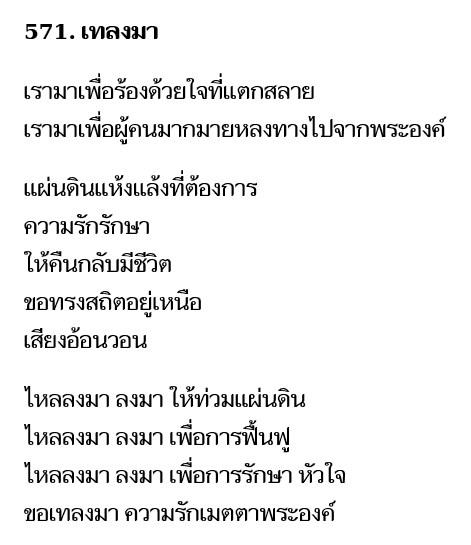 571. เทลงมา
เรามาเพื่อร้องด้วยใจที่แตกสลาย
เรามาเพื่อผู้คนมากมายหลงทางไปจากพระองค์
แผ่นดินแห้งแล้งที่ต้องการ
ความรักรักษา
ให้คืนกลับมีชีวิต
ขอทรงสถิตอยู่เหนือ
เสียงอ้อนวอน
ไหลลงมา ลงมา ให้ท่วมแผ่นดิน
ไหลลงมา ลงมา เพื่อการฟื้นฟู
ไหลลงมา ลงมา เพื่อการรักษา หัวใจ
ขอเทลงมา ความรักเมตตาพระองค์